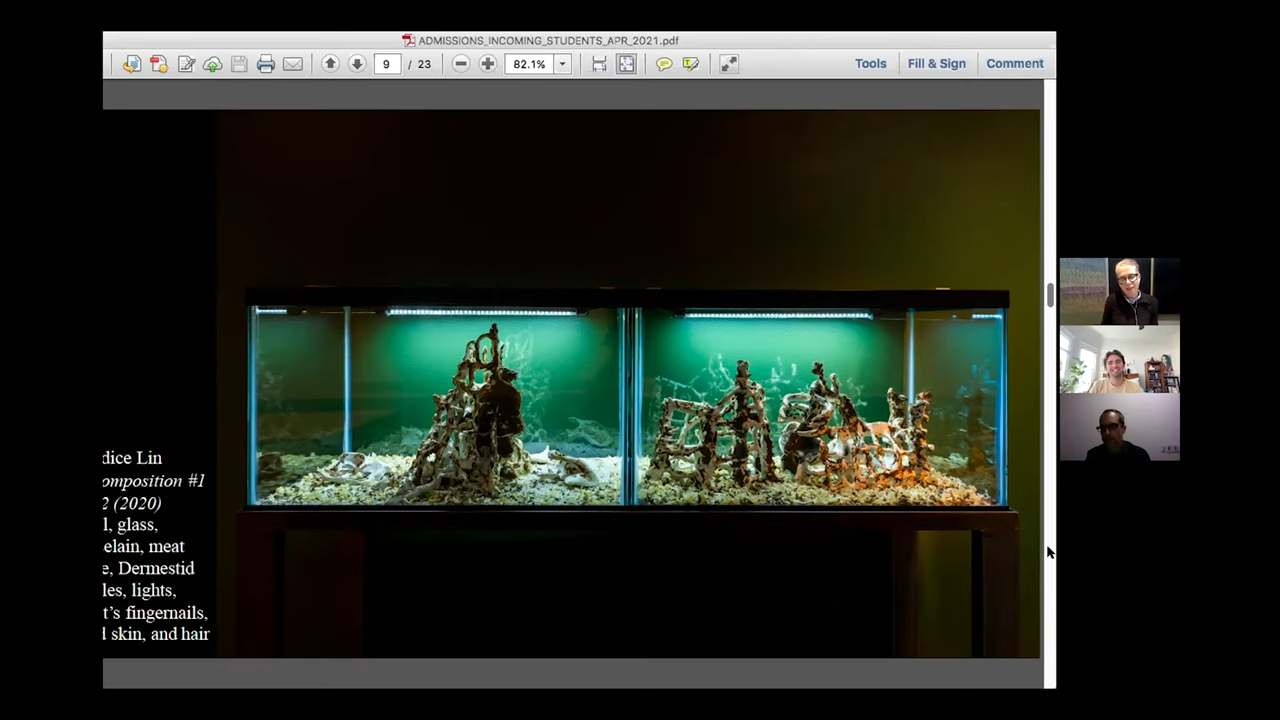 ADMISSIONS_INCOMING_STUDENTS_APR_2021.pdf
9 / 23
82.1%
Tools
Fill & Sign
Comment
dice Lin
omposition #1
2 (2020)
l, glass,
elain, meat
e, Dermestid
les, lights,
t's fingernails,
d skin, and hair